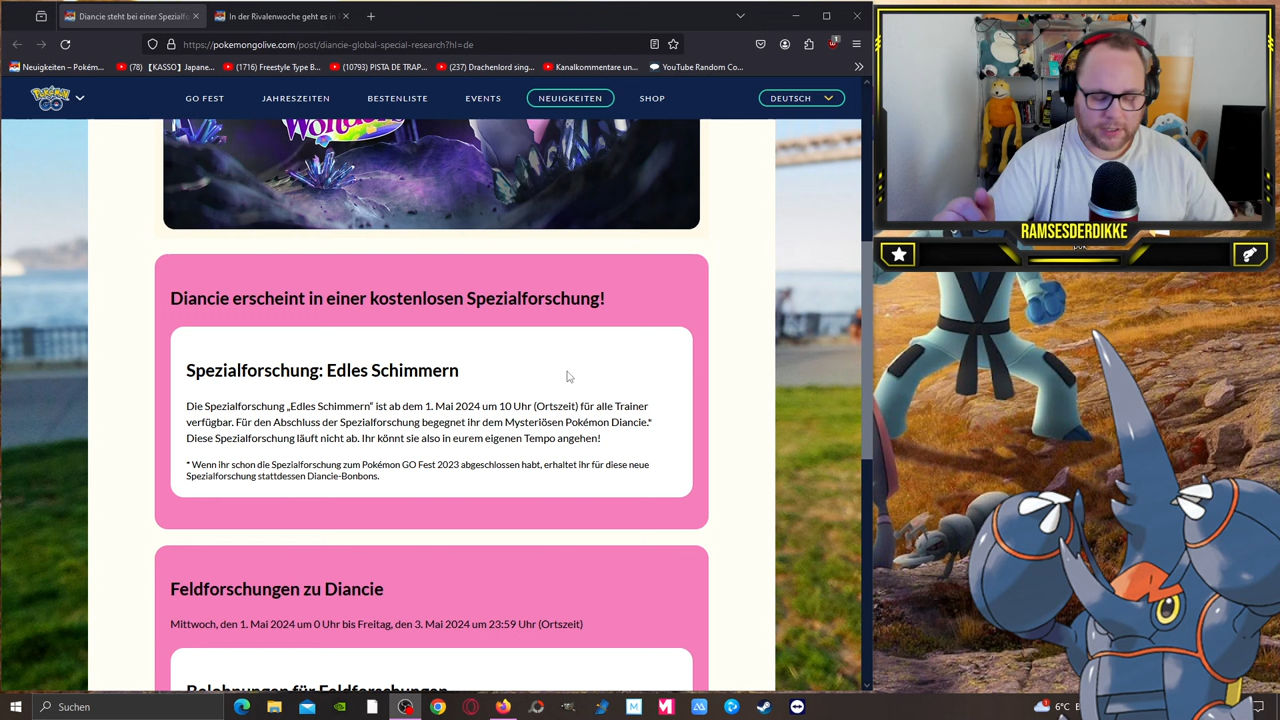 Diancie steht bei einer Spezialfo
In der Rivalenwoche geht es in
https://pokemongolive.com/post/diancie-global-special-research?hl=de
1
Neuigkeiten – Pokém...
(78) 【KASSO】Japane...
(1716) Freestyle Type B...
(10793) PISTA DE TRAP...
(237) Drachenlord sing...
Kanalkommentare un...
YouTube Random Co...
Pokémon GO
GO FEST
JAHRESZEITEN
BESTENLISTE
EVENTS
NEUIGKEITEN
SHOP
DEUTSCH
RAMSESDERDIKKE
Diancie erscheint in einer kostenlosen Spezialforschung!
Spezialforschung: Edles Schimmern
Die Spezialforschung „Edles Schimmern“ ist ab dem 1. Mai 2024 um 10 Uhr (Ortszeit) für alle Trainer
verfügbar. Für den Abschluss der Spezialforschung begegnet ihr dem Mysteriösen Pokémon Diancie.*
Diese Spezialforschung läuft nicht ab. Ihr könnt sie also in eurem eigenen Tempo angehen!
* Wenn ihr schon die Spezialforschung zum Pokémon GO Fest 2023 abgeschlossen habt, erhaltet ihr für diese neue
Spezialforschung stattdessen Diancie-Bonbons.
Feldforschungen zu Diancie
Mittwoch, den 1. Mai 2024 um 0 Uhr bis Freitag, den 3. Mai 2024 um 23:59 Uhr (Ortszeit)
Belohnungen für Feldforschungen
Suchen
6°C